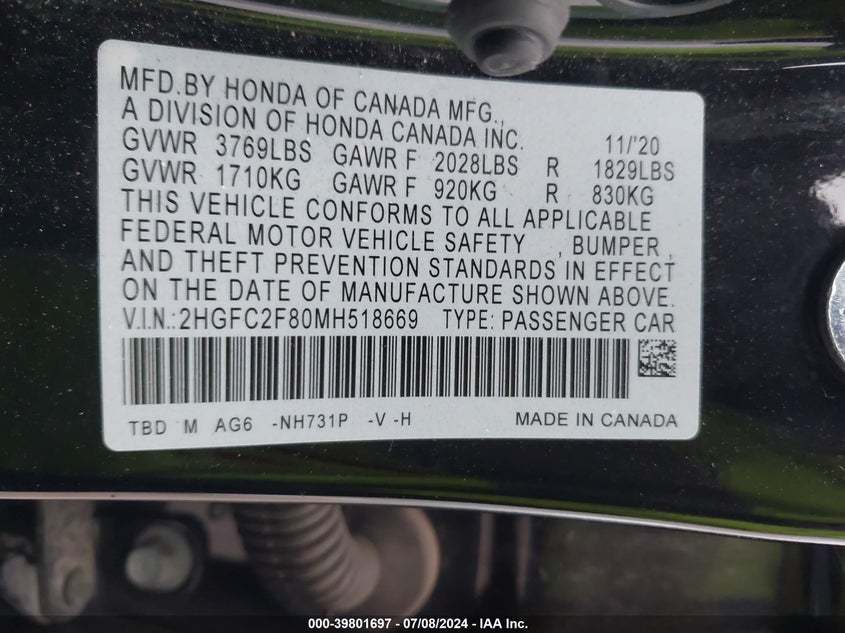 MFD.BY HONDA OF CANADA MFG.,
A DIVISION OF HONDA CANADA INC. 11/'20
GVWR 3769LBS GAWR F 2028LBS R 1829LBS
GVWR 1710KG GAWR F 920KG R 830KG
THIS VEHICLE CONFORMS TO ALL APPLICABLE
FEDERAL MOTOR VEHICLE SAFETY , BUMPER ,
AND THEFT PREVENTION STANDARDS IN EFFECT
ON THE DATE OF MANUFACTURE SHOWN ABOVE.
V.I.N.:2HGFC2F80MH518669 TYPE: PASSENGER CAR
TBD M AG6 -NH731P -V -H MADE IN CANADA
000-39801697 - 07/08/2024 - IAA Inc.